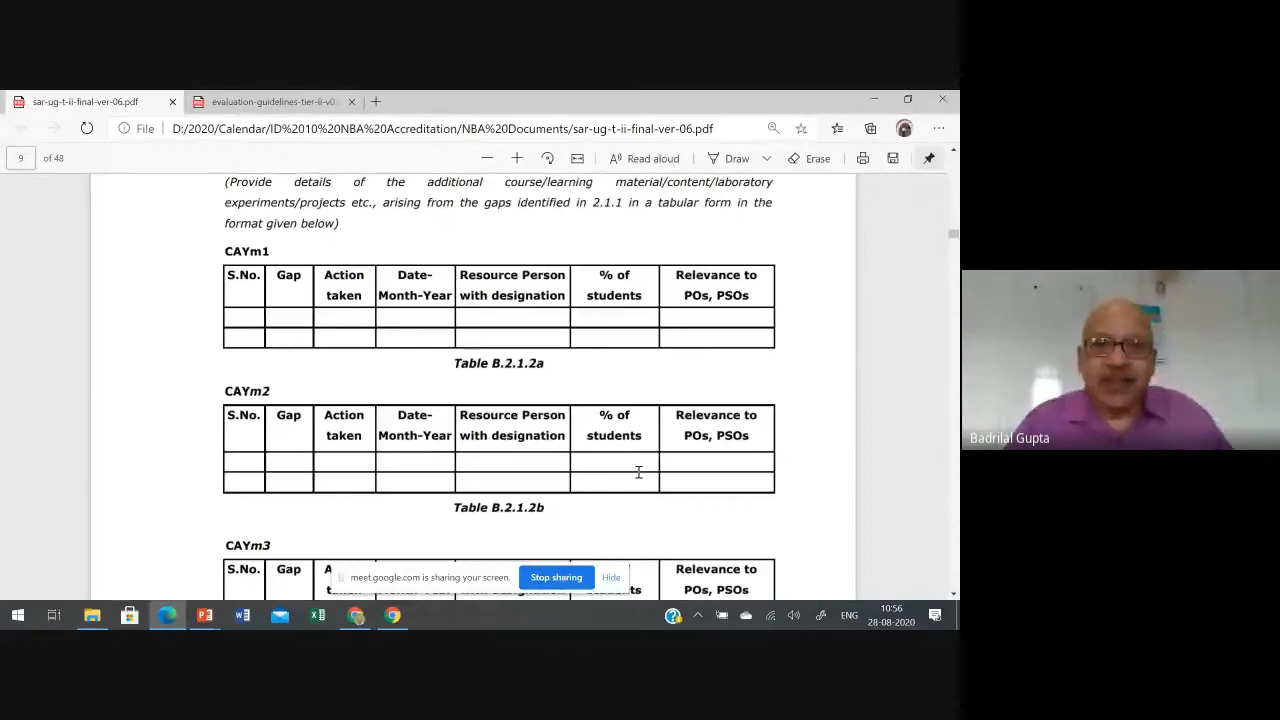 sar-ug-t-ii-final-ver-06.pdf
evaluation-guidelines-tier-ii-v0
File D:/2020/Calendar/ID%2010%20NBA%20Accreditation/NBA%20Documents/sar-ug-t-ii-final-ver-06.pdf
9 of 48 Read aloud Draw Erase
(Provide details of the additional course/learning material/content/laboratory
experiments/projects etc., arising from the gaps identified in 2.1.1 in a tabular form in the
format given below)
CAYm1
S.No. Gap Action Date- Resource Person % of Relevance to
taken Month-Year with designation students POs, PSOs
Table B.2.1.2a
CAYm2
S.No. Gap Action Date- Resource Person % of Relevance to
taken Month-Year with designation students POs, PSOs
Table B.2.1.2b
CAYm3
S.No. Gap Relevance to
POs, PSOs
meet.google.com is sharing your screen. Stop sharing Hide
Badrilal Gupta
ENG 10:56
28-08-2020